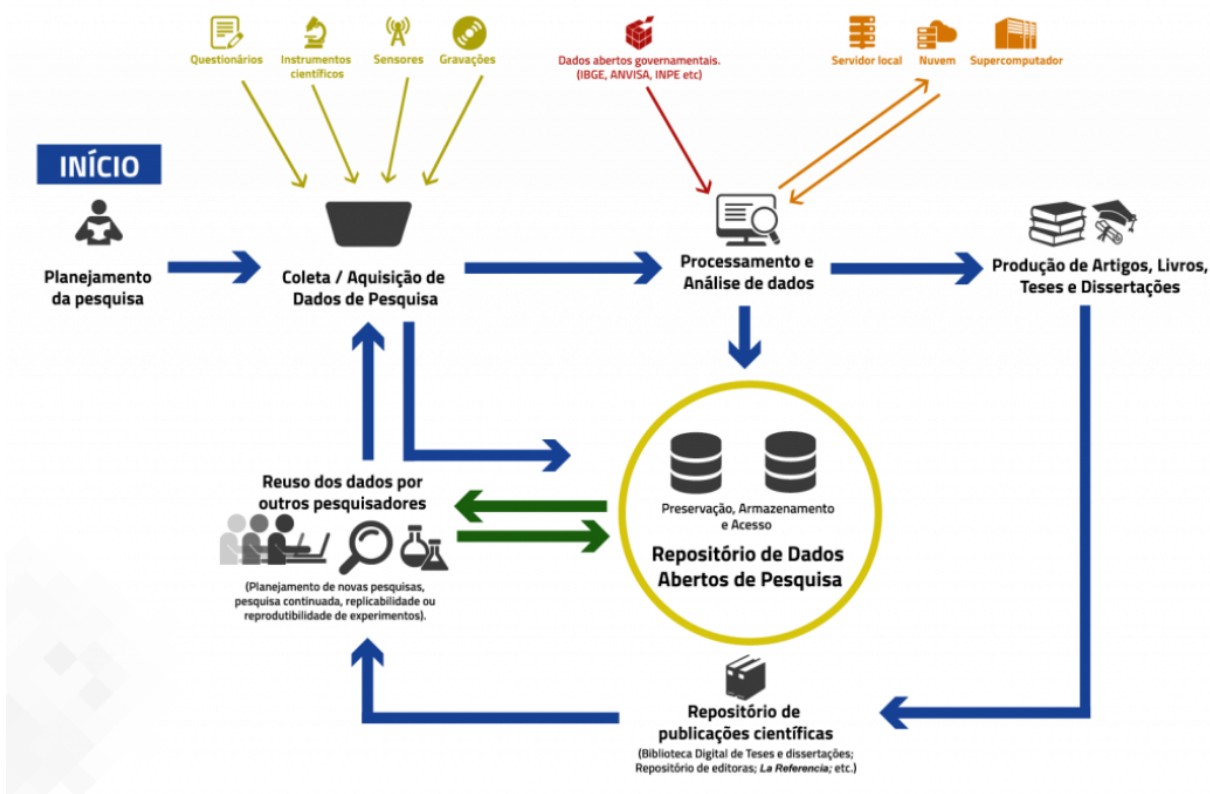 Questionários
Instrumentos
científicos
Sensores
Gravações
Dados abertos governamentais.
(IBGE, ANVISA, INPE etc)
Servidor local
Nuvem
Supercomputador
INÍCIO
Planejamento
da pesquisa
Coleta / Aquisição de
Dados de Pesquisa
Processamento e
Análise de dados
Produção de Artigos, Livros,
Teses e Dissertações
Reuso dos dados por
outros pesquisadores
(Planejamento de novas pesquisas,
pesquisa continuada, replicabilidade ou
reprodutibilidade de experimentos).
Preservação, Armazenamento
e Acesso
Repositório de Dados
Abertos de Pesquisa
Repositório de
publicações científicas
(Biblioteca Digital de Teses e dissertações;
Repositório de editoras; La Referencia; etc.)